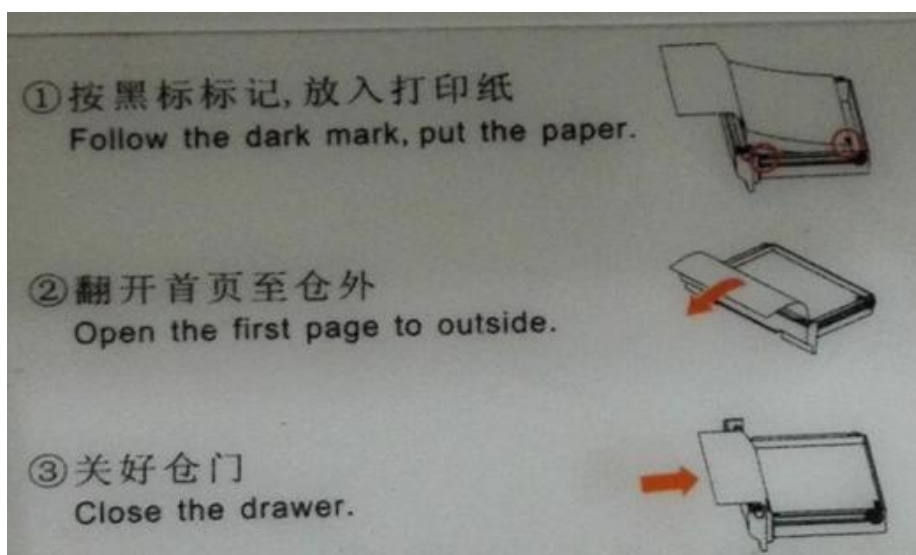 ①按黑标标记,放入打印纸
Follow the dark mark, put the paper.
②翻开首页至仓外
Open the first page to outside.
③关好仓门
Close the drawer.